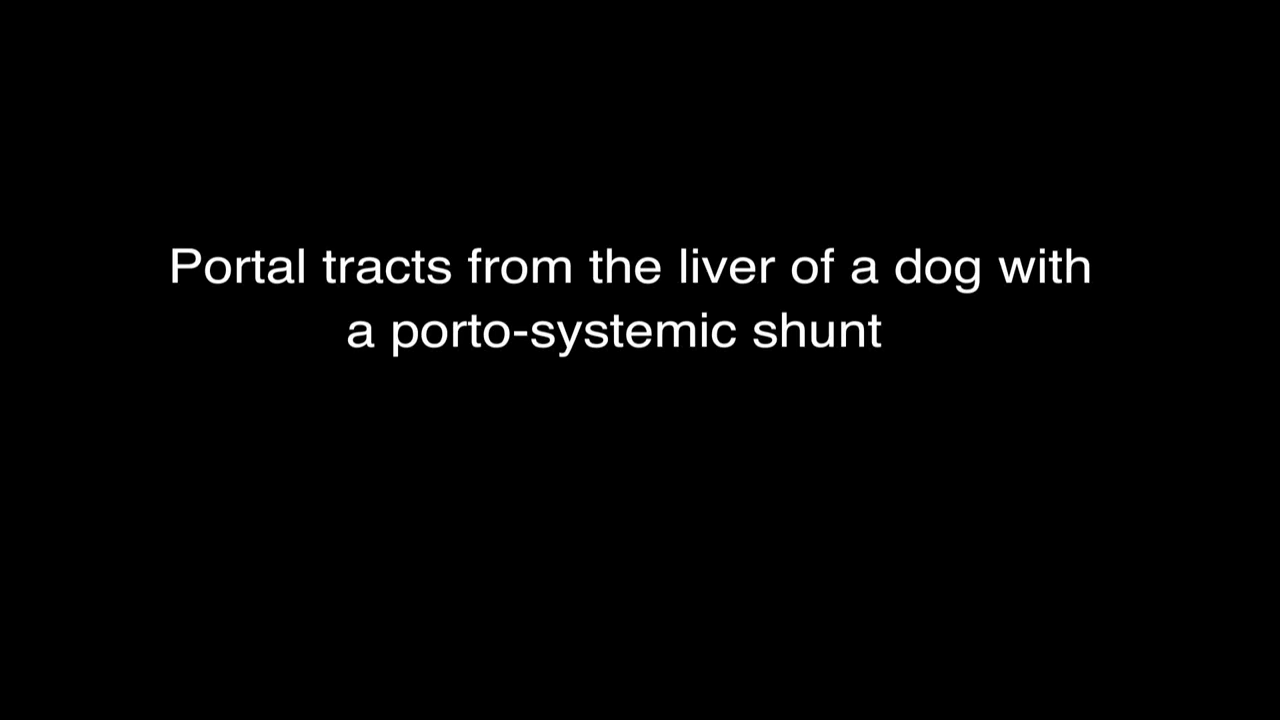 Portal tracts from the liver of a dog with
a porto-systemic shunt